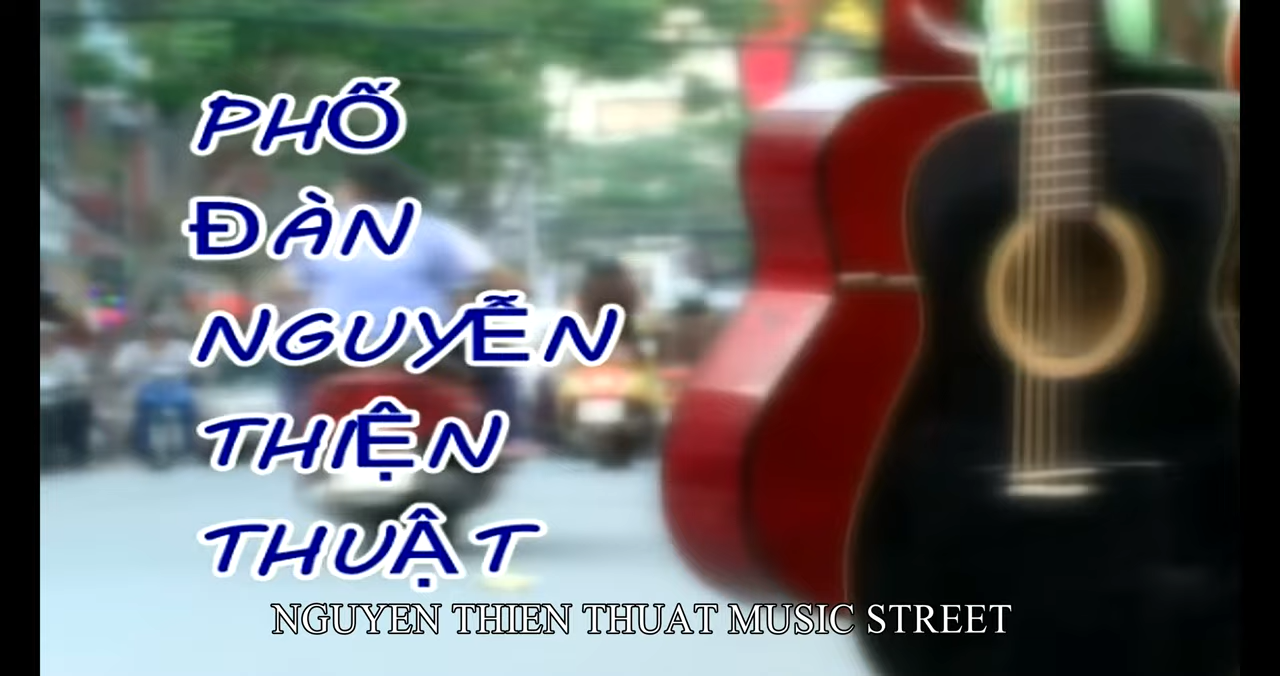 PHỐ
ĐÀN
NGUYỄN
THIỆN
THUẬT
NGUYEN THIEN THUAT MUSIC STREET